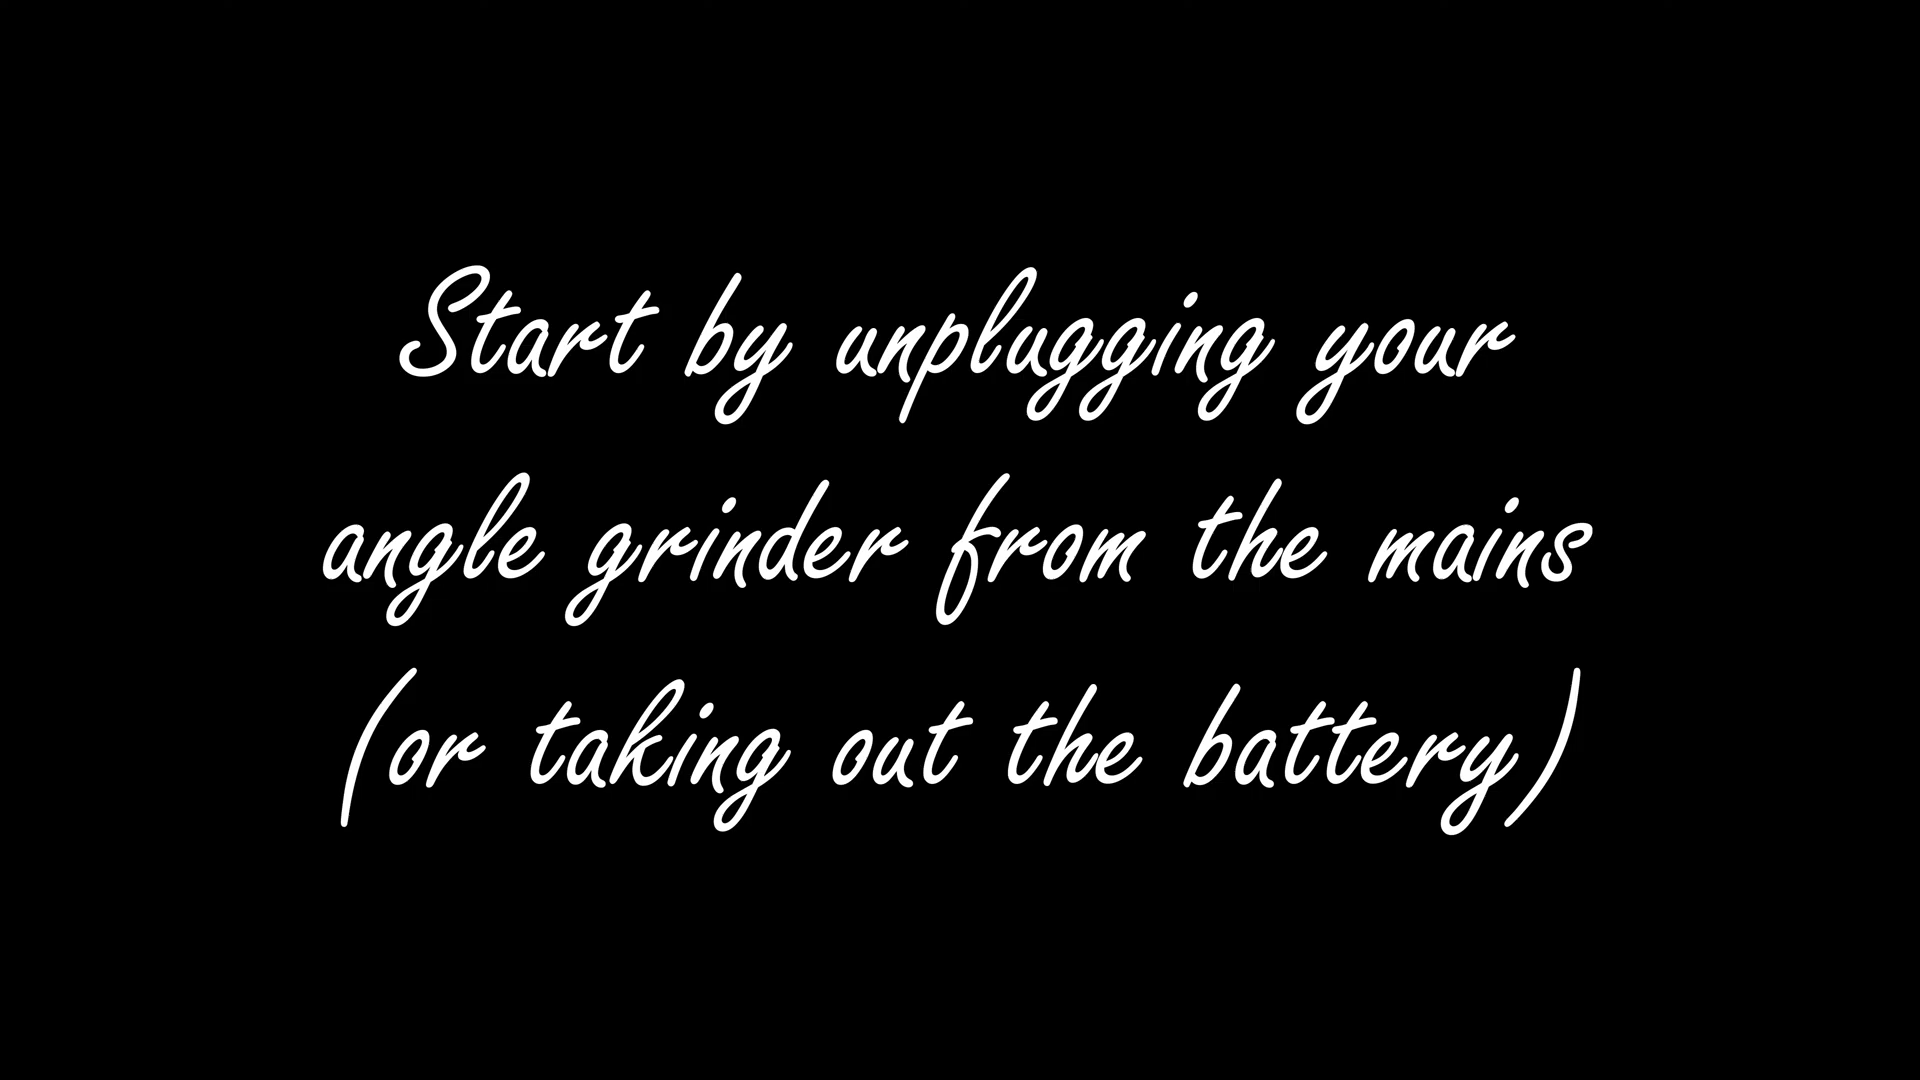 Start by unplugging your
angle grinder from the mains
(or taking out the battery)